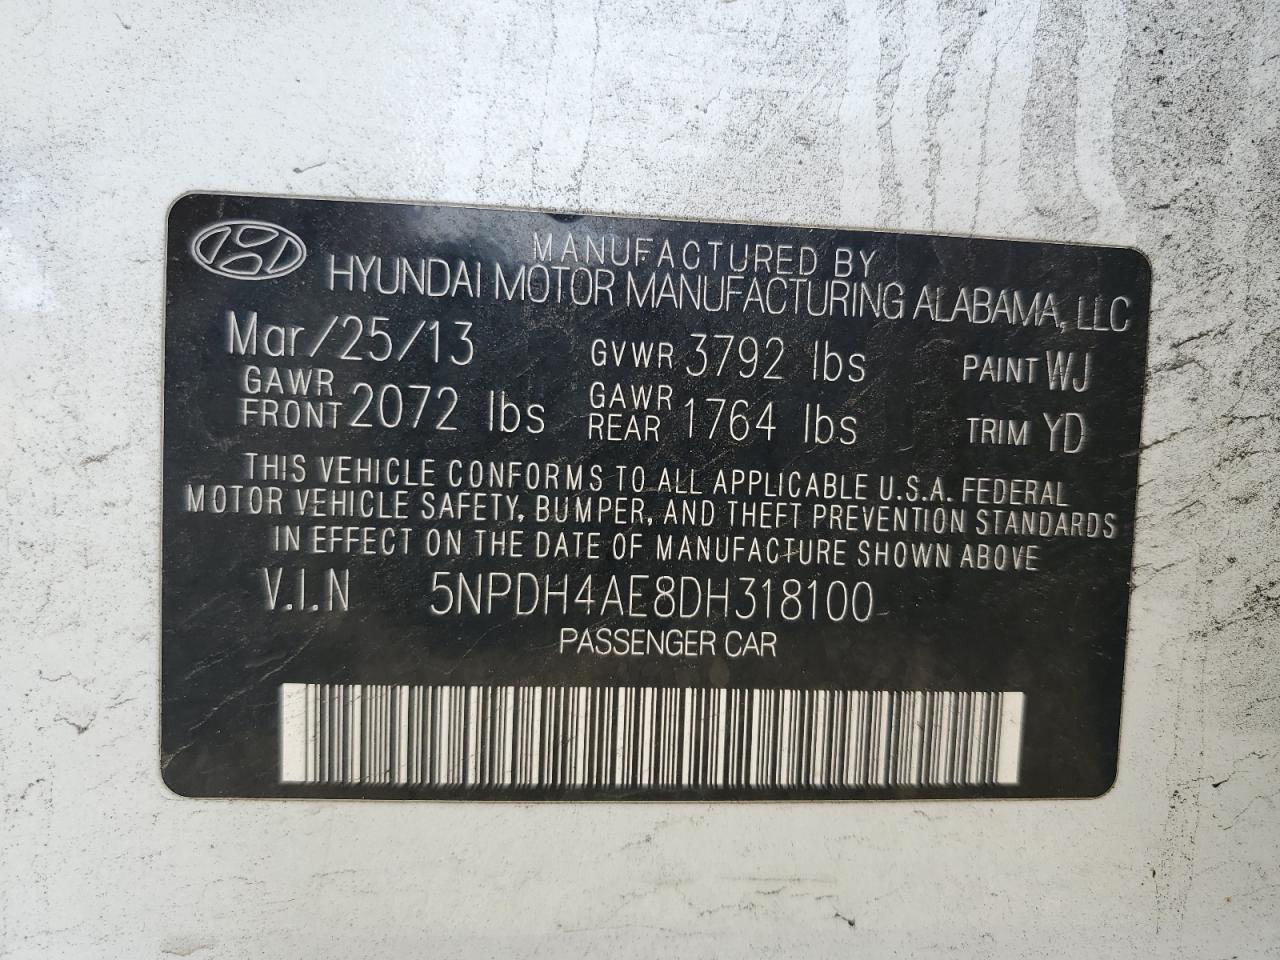 MANUFACTURED BY
HYUNDAI MOTOR MANUFACTURING ALABAMA, LLC
Mar/25/13 GVWR 3792 lbs PAINT WJ
GAWR FRONT 2072 lbs GAWR REAR 1764 lbs TRIM YD
THIS VEHICLE CONFORMS TO ALL APPLICABLE U.S.A. FEDERAL
MOTOR VEHICLE SAFETY, BUMPER, AND THEFT PREVENTION STANDARDS
IN EFFECT ON THE DATE OF MANUFACTURE SHOWN ABOVE
V.I.N 5NPDH4AE8DH318100
PASSENGER CAR